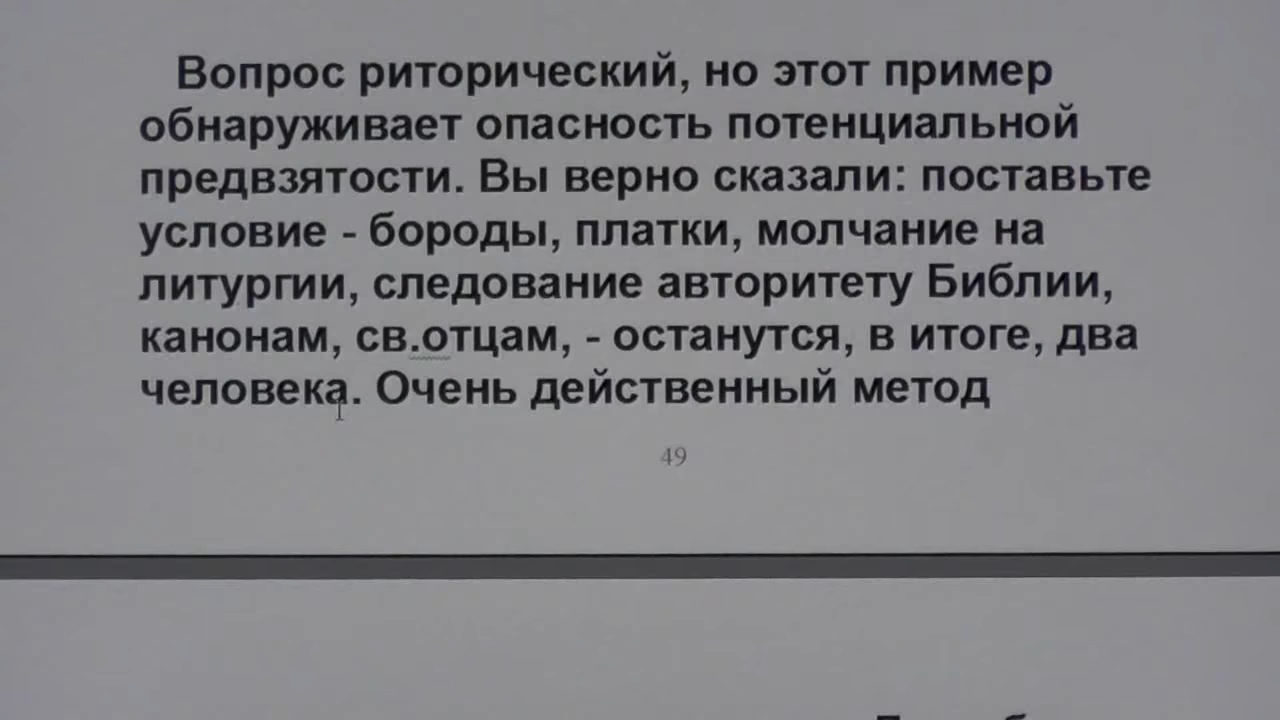 Вопрос риторический, но этот пример
обнаруживает опасность потенциальной
предвзятости. Вы верно сказали: поставьте
условие - бороды, платки, молчание на
литургии, следование авторитету Библии,
канонам, св.отцам, - останутся, в итоге, два
человека. Очень действенный метод
49